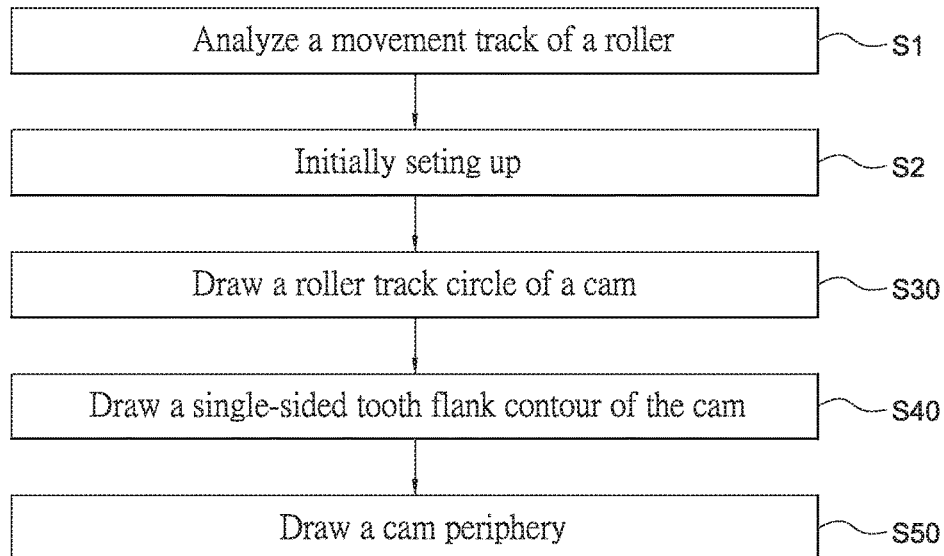 Analyze a movement track of a roller
S1
Initially seting up
S2
Draw a roller track circle of a cam
S30
Draw a single-sided tooth flank contour of the cam
S40
Draw a cam periphery
S50